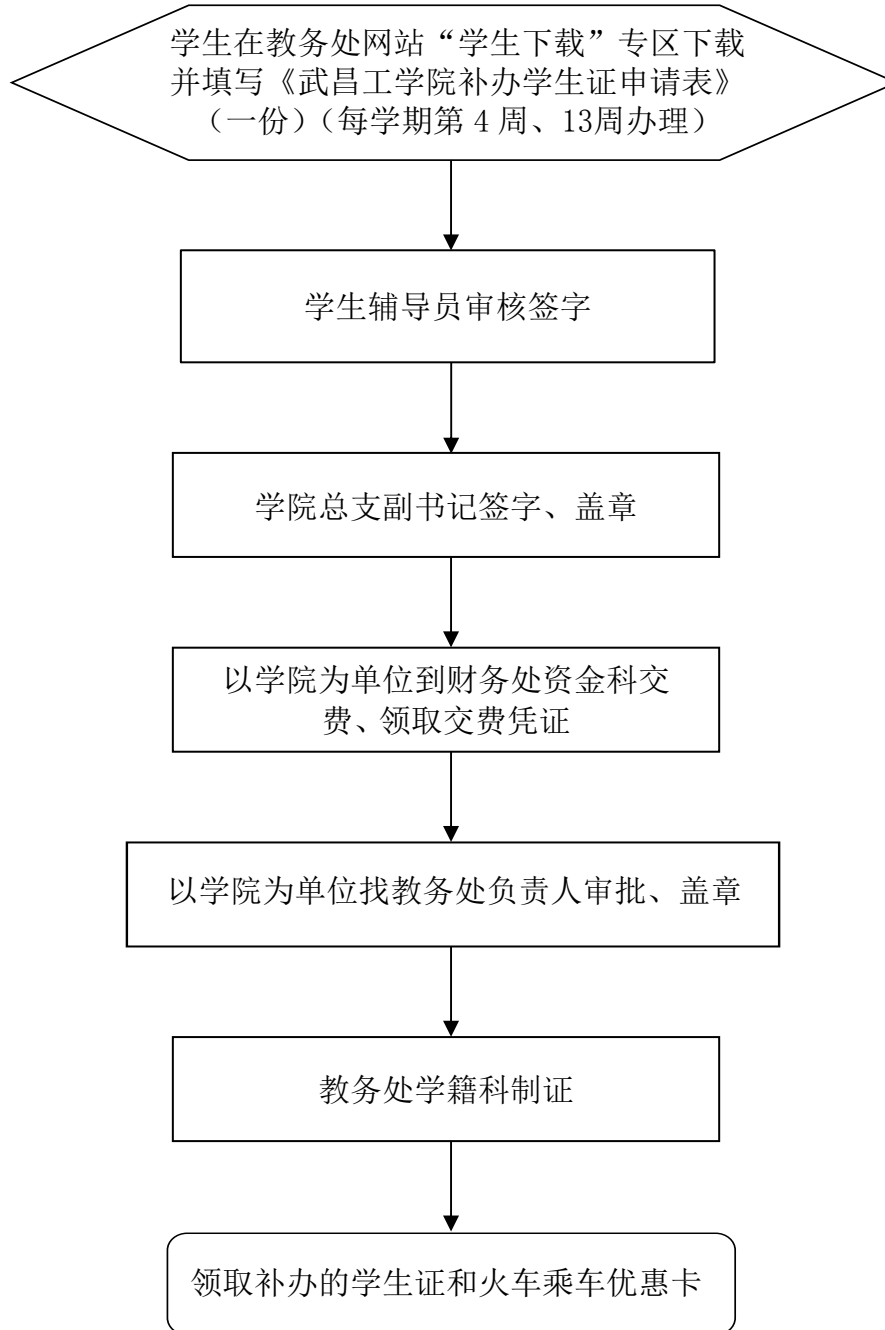 学生在教务处网站“学生下载”专区下载
并填写《武昌工学院补办学生证申请表》
（一份）（每学期第 4 周、13周办理）
学生辅导员审核签字
学院总支副书记签字、盖章
以学院为单位到财务处资金科交
费、领取交费凭证
以学院为单位找教务处负责人审批、盖章
教务处学籍科制证
领取补办的学生证和火车乘车优惠卡